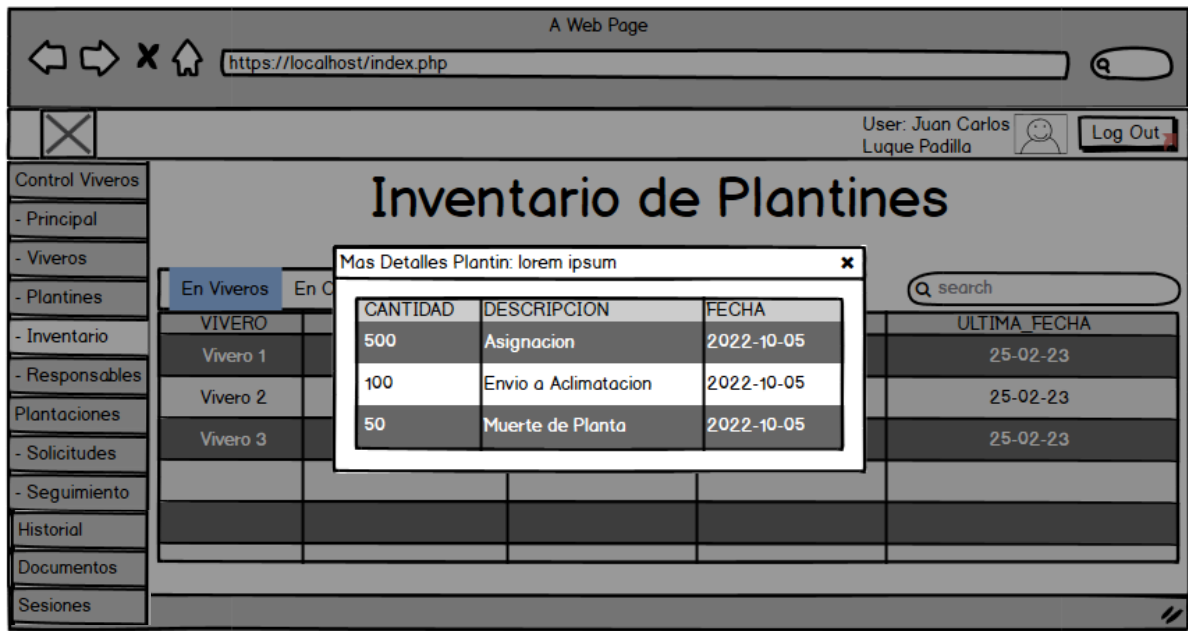 A Web Page
https://localhost/index.php
User: Juan Carlos
Luque Padilla
Log Out
Control Viveros
- Principal
- Viveros
- Plantines
- Inventario
- Responsables
Plantaciones
- Solicitudes
- Seguimiento
Historial
Documentos
Sesiones
Inventario de Plantines
En Viveros
En
search
VIVERO ULTIMA_FECHA
Vivero 1 25-02-23
Vivero 2 25-02-23
Vivero 3 25-02-23
Mas Detalles Plantin: lorem ipsum
CANTIDAD DESCRIPCION FECHA
500 Asignacion 2022-10-05
100 Envio a Aclimatacion 2022-10-05
50 Muerte de Planta 2022-10-05